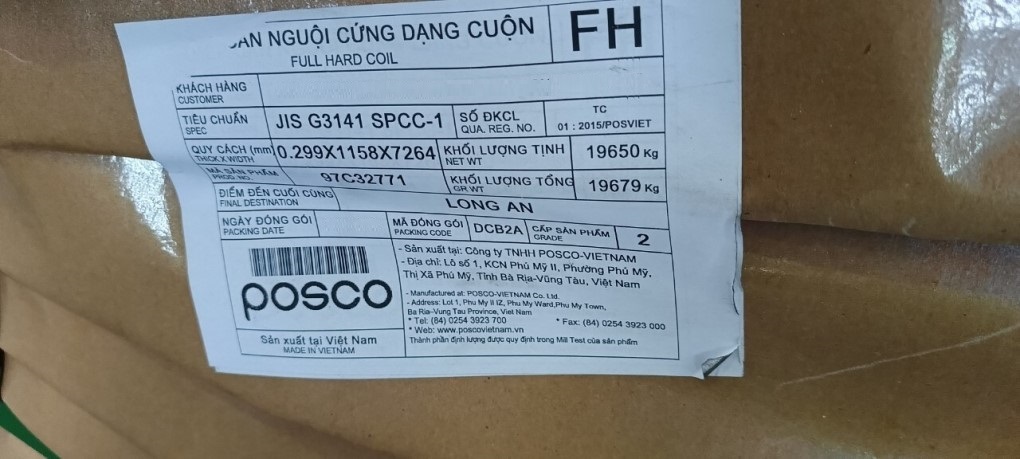 NGUỘI CỨNG DẠNG CUỘN
FULL HARD COIL
FH
KHÁCH HÀNG
CUSTOMER
TIÊU CHUẨN
SPEC
JIS G3141 SPCC-1
SỐ ĐKCL
QUA. REG. NO.
TC
01 : 2015/POSVIET
QUY CÁCH (mm)
THICK.X.WIDTH
0.299X1158X7264
KHỐI LƯỢNG TỊNH
NET WT
19650 Kg
MÃ SẢN PHẨM
PROD. NO.
97C32771
KHỐI LƯỢNG TỔNG
GR.WT
19679 Kg
ĐIỂM ĐẾN CUỐI CÙNG
FINAL DESTINATION
LONG AN
NGÀY ĐÓNG GÓI
PACKING DATE
MÃ ĐÓNG GÓI
PACKING CODE
DCB2A
CẤP SẢN PHẨM
GRADE
2
posco
Sản xuất tại Việt Nam
MADE IN VIETNAM
- Sản xuất tại: Công ty TNHH POSCO-VIETNAM
- Địa chỉ: Lô số 1, KCN Phú Mỹ II, Phường Phú Mỹ,
Thị Xã Phú Mỹ, Tỉnh Bà Rịa-Vũng Tàu, Việt Nam
- Manufactured at: POSCO-VIETNAM Co. Ltd.
- Address: Lot 1, Phu My II IZ, Phu My Ward,Phu My Town,
Ba Ria-Vung Tau Province, Viet Nam
* Tel: (84) 0254 3923 700 * Fax: (84) 0254 3923 000
* Web: www.poscovietnam.vn
Thành phần định lượng được quy định trong Mill Test của sản phẩm